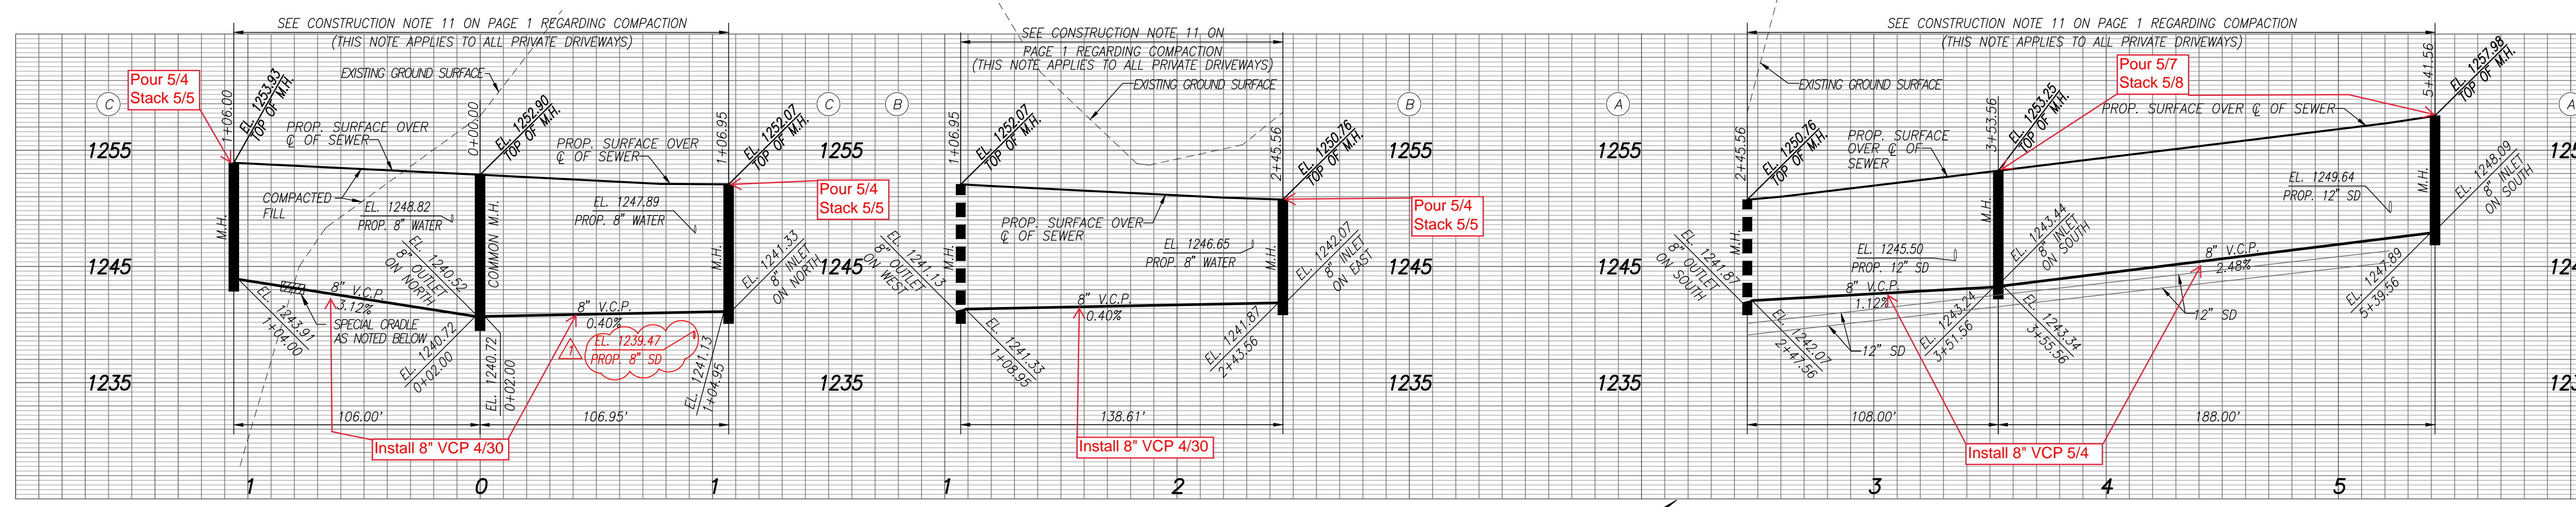 SEE CONSTRUCTION NOTE 11 ON PAGE 1 REGARDING COMPACTION
(THIS NOTE APPLIES TO ALL PRIVATE DRIVEWAYS)
EXISTING GROUND SURFACE
Pour 5/4
Stack 5/5
C
1+06.00
EL. 1253.93
TOP OF M.H.
PROP. SURFACE OVER
℄ OF SEWER
0+00.00
EL. 1252.90
TOP OF M.H.
PROP. SURFACE OVER
℄ OF SEWER
1+06.95
EL. 1252.07
TOP OF M.H.
C
1255
1255
COMPACTED
FILL
EL. 1248.82
PROP. 8" WATER
EL. 1247.89
PROP. 8" WATER
Pour 5/4
Stack 5/5
M.H.
COMMON M.H.
M.H.
EL. 1240.52
8" OUTLET
ON NORTH
EL. 1241.33
8" INLET
ON NORTH
1245
1245
8" V.C.P.
3.12%
SPECIAL CRADLE
AS NOTED BELOW
EL. 1243.91
1+04.00
EL. 1240.72
0+02.00
EL. 1240.72
0+02.00
8" V.C.P.
0.40%
1
EL. 1239.47
PROP. 8" SD
EL. 1241.13
1+04.95
1235
1235
106.00'
106.95'
Install 8" VCP 4/30
1
0
1
SEE CONSTRUCTION NOTE 11 ON
PAGE 1 REGARDING COMPACTION
(THIS NOTE APPLIES TO ALL PRIVATE DRIVEWAYS)
EXISTING GROUND SURFACE
B
B
1+06.95
EL. 1252.07
TOP OF M.H.
2+45.56
EL. 1250.76
TOP OF M.H.
1255
Pour 5/4
Stack 5/5
PROP. SURFACE OVER
℄ OF SEWER
EL. 1246.65
PROP. 8" WATER
M.H.
M.H.
EL. 1241.13
8" OUTLET
ON WEST
EL. 1242.07
8" INLET
ON EAST
1245
8" V.C.P.
0.40%
EL. 1241.33
1+08.95
EL. 1241.87
2+43.56
1235
138.61'
Install 8" VCP 4/30
1
2
SEE CONSTRUCTION NOTE 11 ON PAGE 1 REGARDING COMPACTION
(THIS NOTE APPLIES TO ALL PRIVATE DRIVEWAYS)
EXISTING GROUND SURFACE
Pour 5/7
Stack 5/8
A
A
2+45.56
EL. 1250.76
TOP OF M.H.
PROP. SURFACE
OVER ℄ OF
SEWER
3+53.56
EL. 1253.25
TOP OF M.H.
PROP. SURFACE OVER ℄ OF SEWER
5+41.56
EL. 1257.98
TOP OF M.H.
1255
EL. 1249.64
PROP. 12" SD
M.H.
M.H.
M.H.
EL. 1248.09
8" INLET
ON SOUTH
EL. 1241.87
8" OUTLET
ON SOUTH
EL. 1245.50
PROP. 12" SD
EL. 1243.44
8" INLET
ON SOUTH
1245
8" V.C.P.
1.12%
8" V.C.P.
2.48%
EL. 1242.07
2+47.56
12" SD
EL. 1243.24
3+51.56
EL. 1243.34
3+55.56
12" SD
EL. 1247.89
5+39.56
1235
108.00'
188.00'
Install 8" VCP 5/4
3
4
5